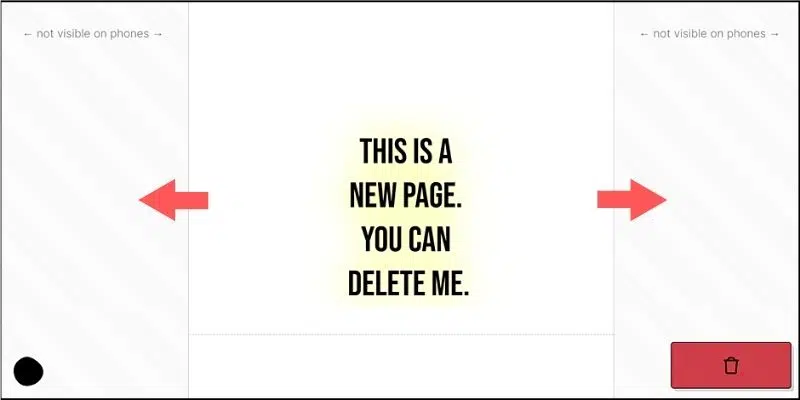 ← not visible on phones →
← not visible on phones →
THIS IS A
NEW PAGE.
YOU CAN
DELETE ME.